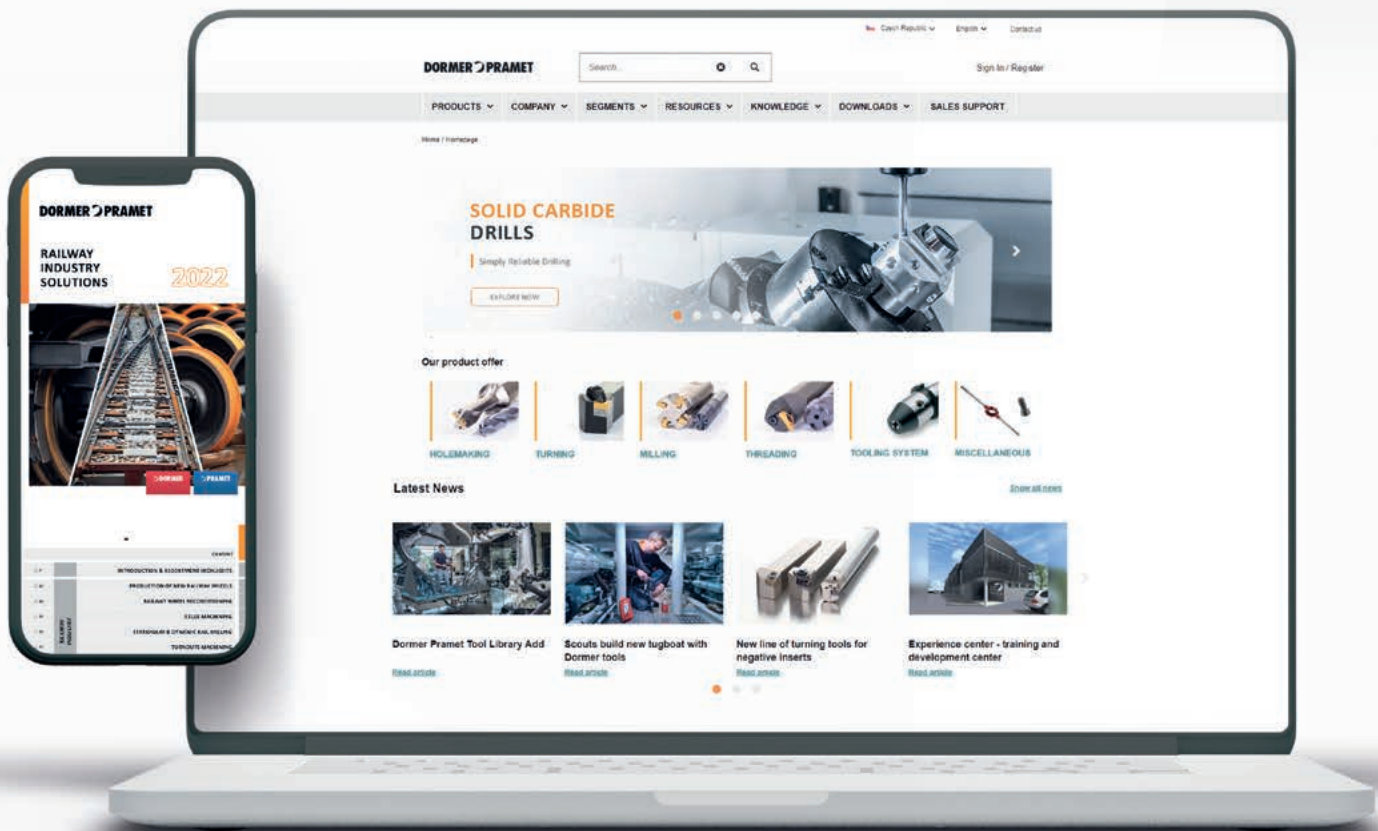 DORMER PRAMET
RAILWAY
INDUSTRY
SOLUTIONS
2022
DORMER
PRAMET
CONTENT
INTRODUCTION & ASSORTMENT HIGHLIGHTS
PRODUCTION OF NEW RAILWAY WHEELS
RAILWAY WHEEL RECONDITIONING
AXLES MACHINING
STATIONARY & DYNAMIC RAIL MILLING
TURNOUTS MACHINING
Czech Republic
English
Contact us
DORMER PRAMET
Search...
Sign In / Register
PRODUCTS
COMPANY
SEGMENTS
RESOURCES
KNOWLEDGE
DOWNLOADS
SALES SUPPORT
Home / Homepage
SOLID CARBIDE
DRILLS
Simply Reliable Drilling
EXPLORE NOW
Our product offer
HOLEMAKING
TURNING
MILLING
THREADING
TOOLING SYSTEM
MISCELLANEOUS
Latest News
Show all news
Dormer Pramet Tool Library Add
Read article
Scouts build new tugboat with
Dormer tools
Read article
New line of turning tools for
negative inserts
Read article
Experience center - training and
development center
Read article